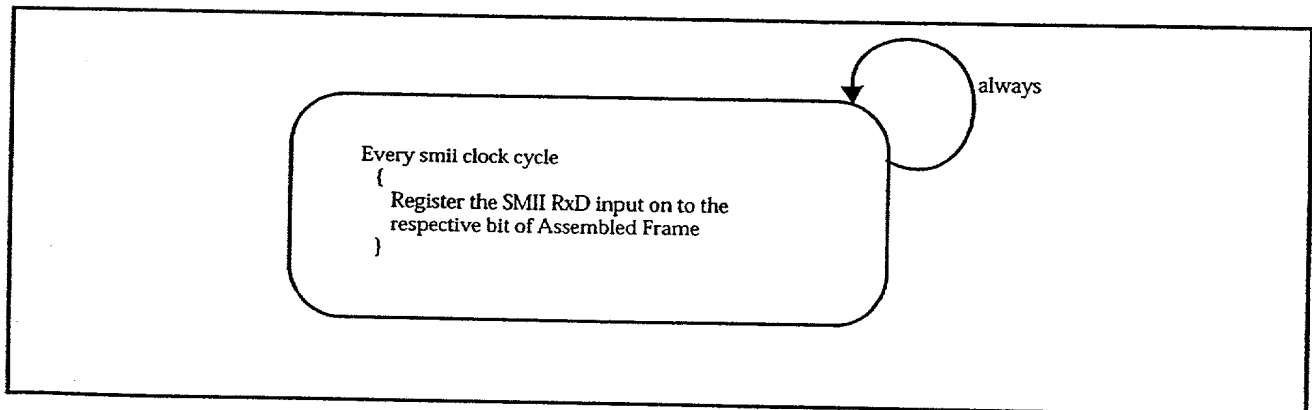 always
Every smii clock cycle
{
Register the SMII RxD input on to the
respective bit of Assembled Frame
}